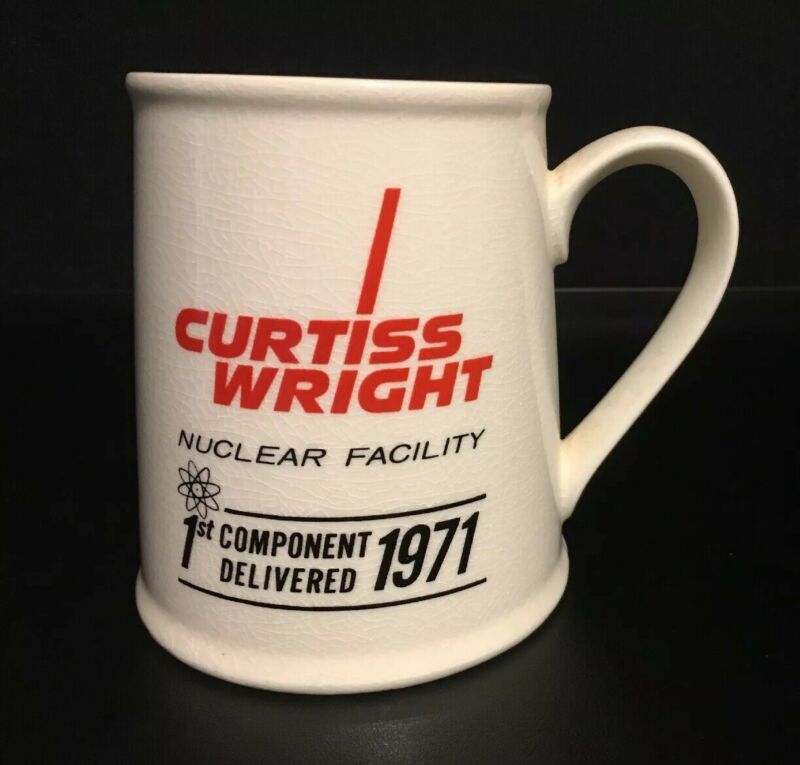 CURTISS
WRIGHT
NUCLEAR FACILITY
1st COMPONENT DELIVERED 1971